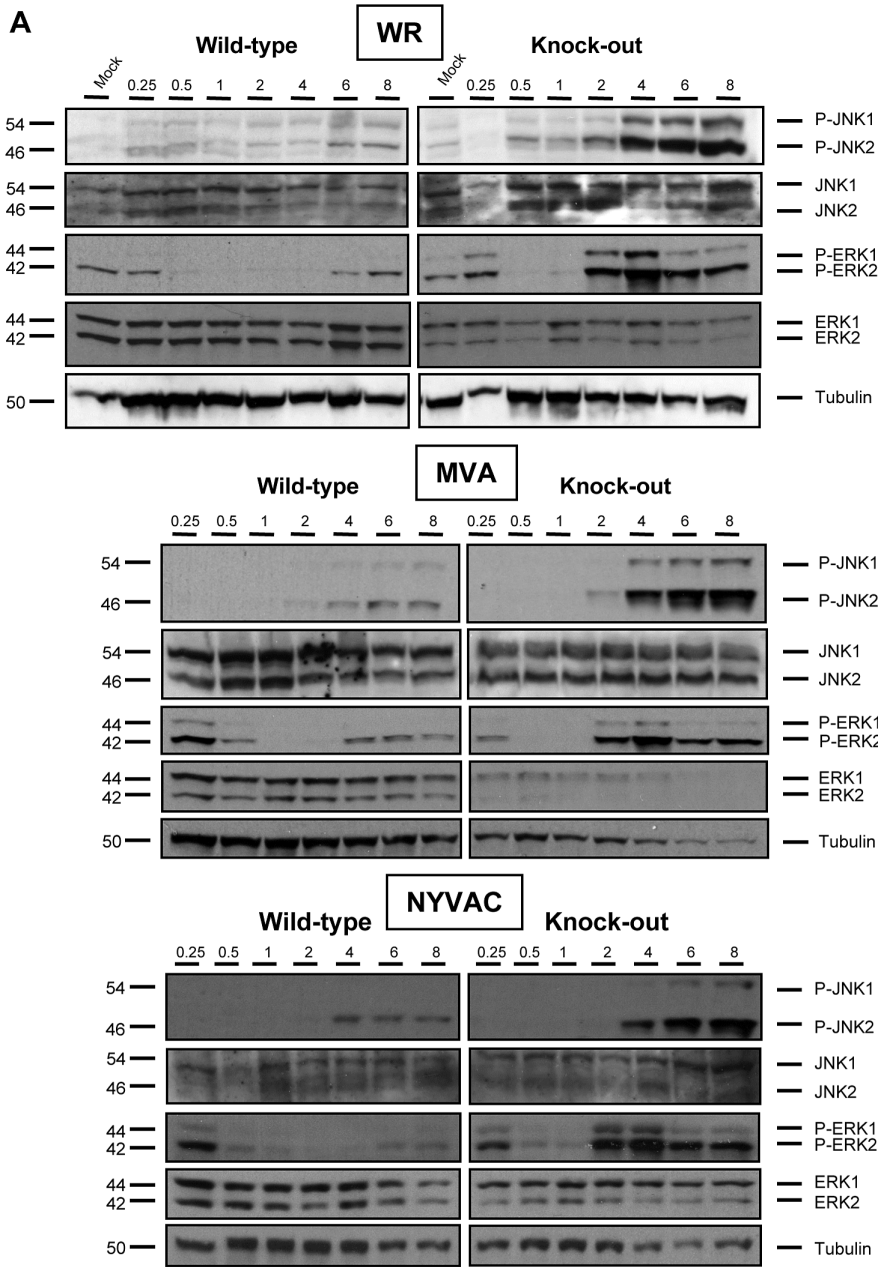 A
WR
Wild-type Knock-out
Mock 0.25 0.5 1 2 4 6 8 Mock 0.25 0.5 1 2 4 6 8
54 P-JNK1
46 P-JNK2
54 JNK1
46 JNK2
44 P-ERK1
42 P-ERK2
44 ERK1
42 ERK2
50 Tubulin
MVA
Wild-type Knock-out
0.25 0.5 1 2 4 6 8 0.25 0.5 1 2 4 6 8
54 P-JNK1
46 P-JNK2
54 JNK1
46 JNK2
44 P-ERK1
42 P-ERK2
44 ERK1
42 ERK2
50 Tubulin
NYVAC
Wild-type Knock-out
0.25 0.5 1 2 4 6 8 0.25 0.5 1 2 4 6 8
54 P-JNK1
46 P-JNK2
54 JNK1
46 JNK2
44 P-ERK1
42 P-ERK2
44 ERK1
42 ERK2
50 Tubulin